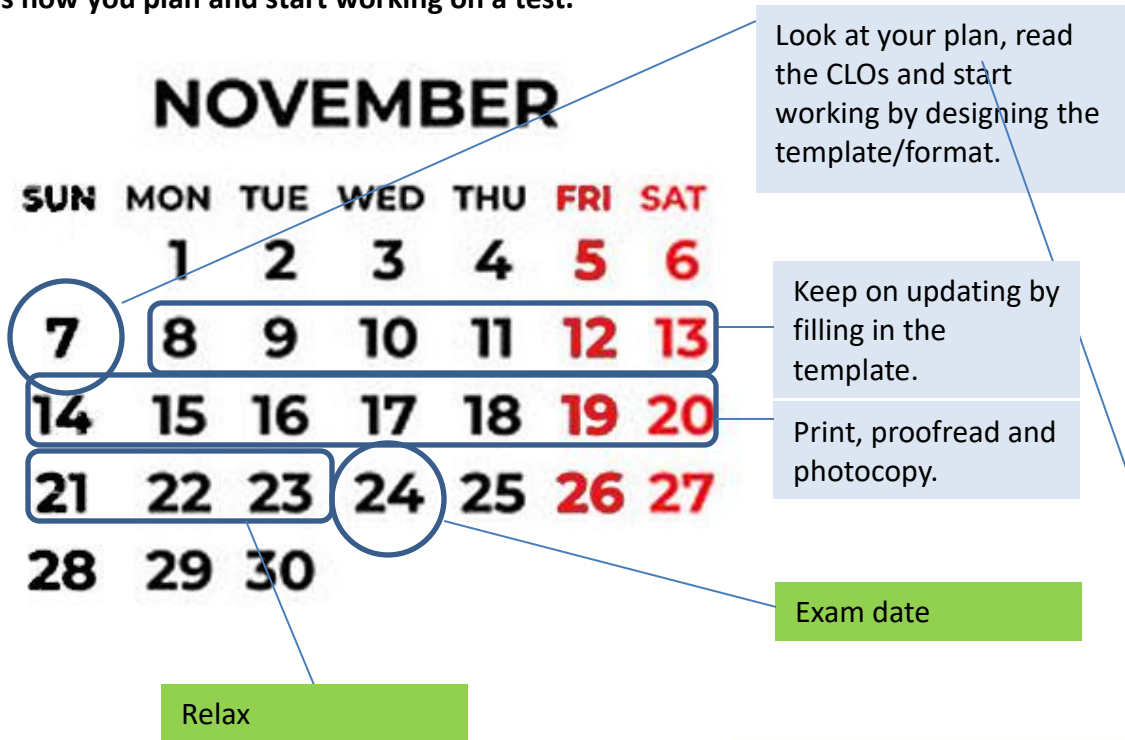 s how you plan and start working on a test.
Look at your plan, read
the CLOs and start
working by designing the
template/format.
NOVEMBER
SUN MON TUE WED THU FRI SAT
1 2 3 4 5 6
7 8 9 10 11 12 13
Keep on updating by
filling in the
template.
14 15 16 17 18 19 20
Print, proofread and
photocopy.
21 22 23 24 25 26 27
28 29 30
Exam date
Relax